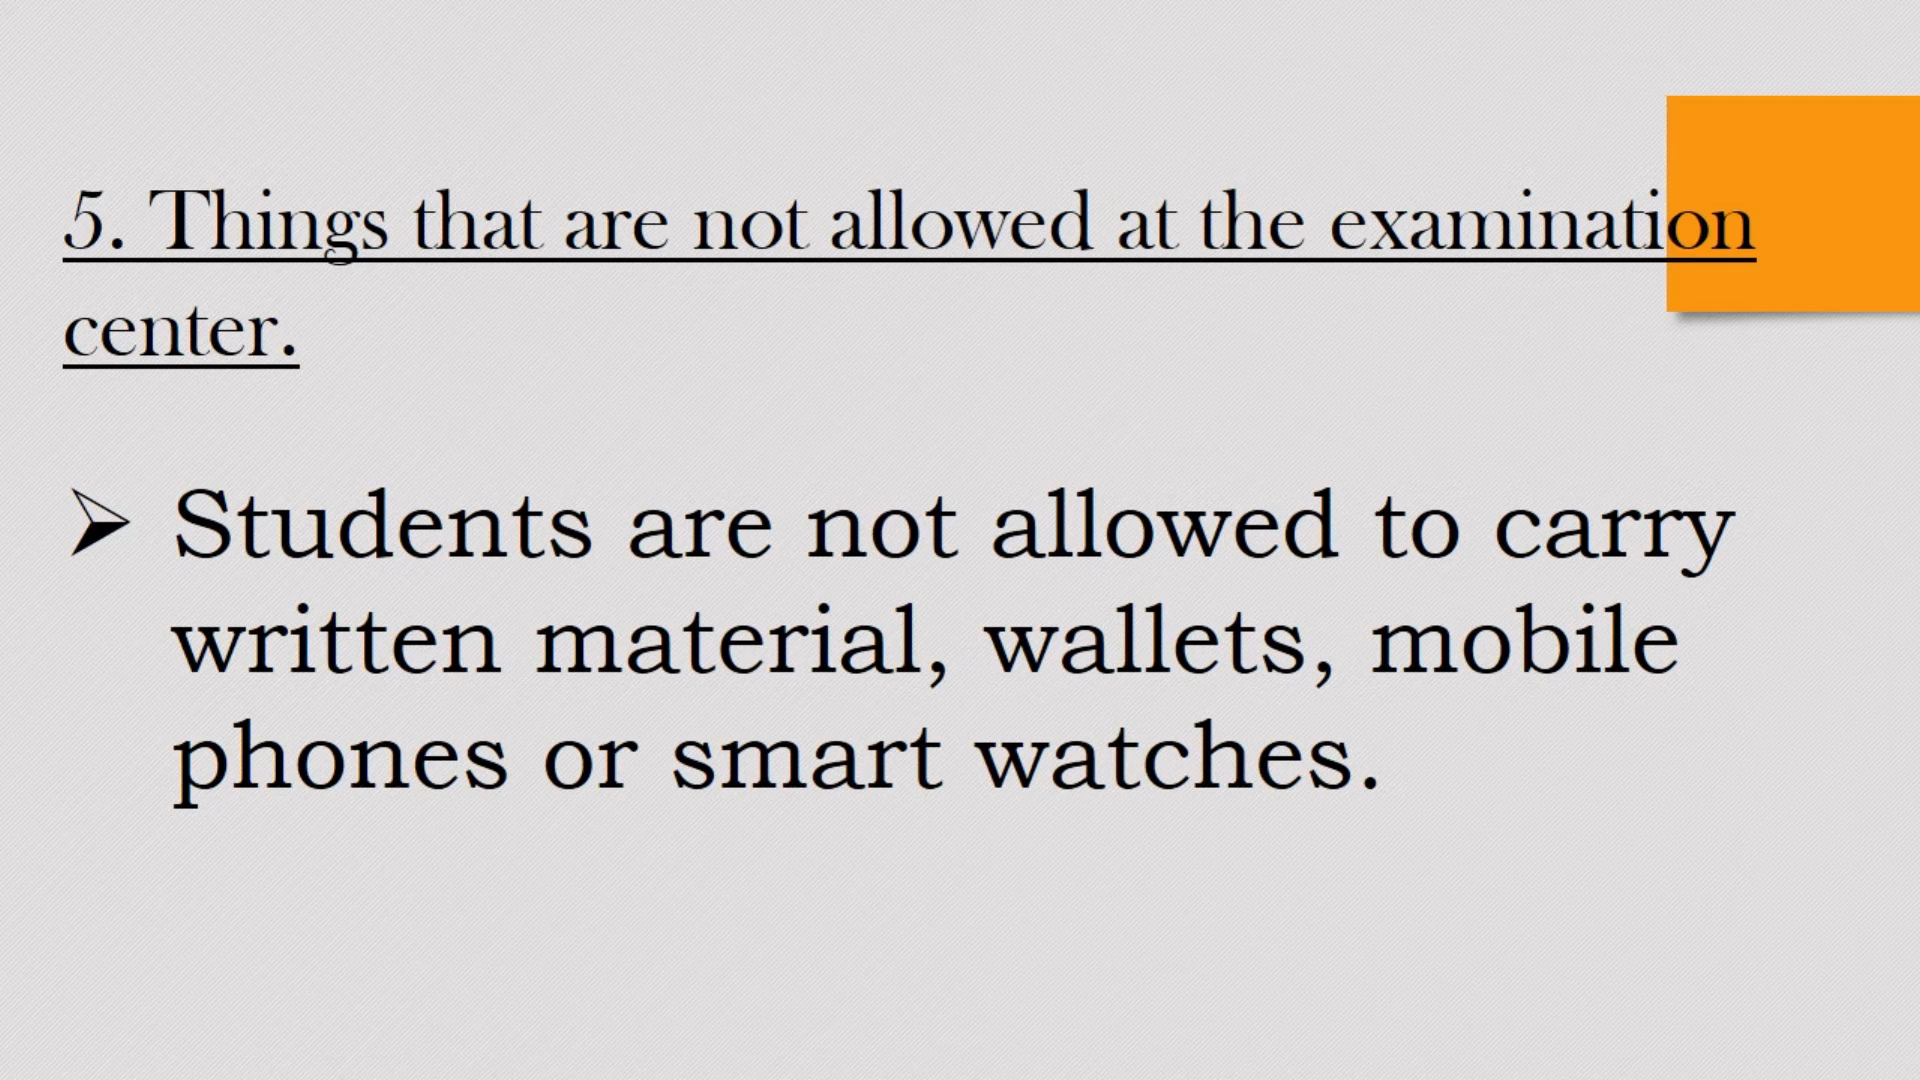 5. Things that are not allowed at the examination
center.
➢ Students are not allowed to carry
written material, wallets, mobile
phones or smart watches.